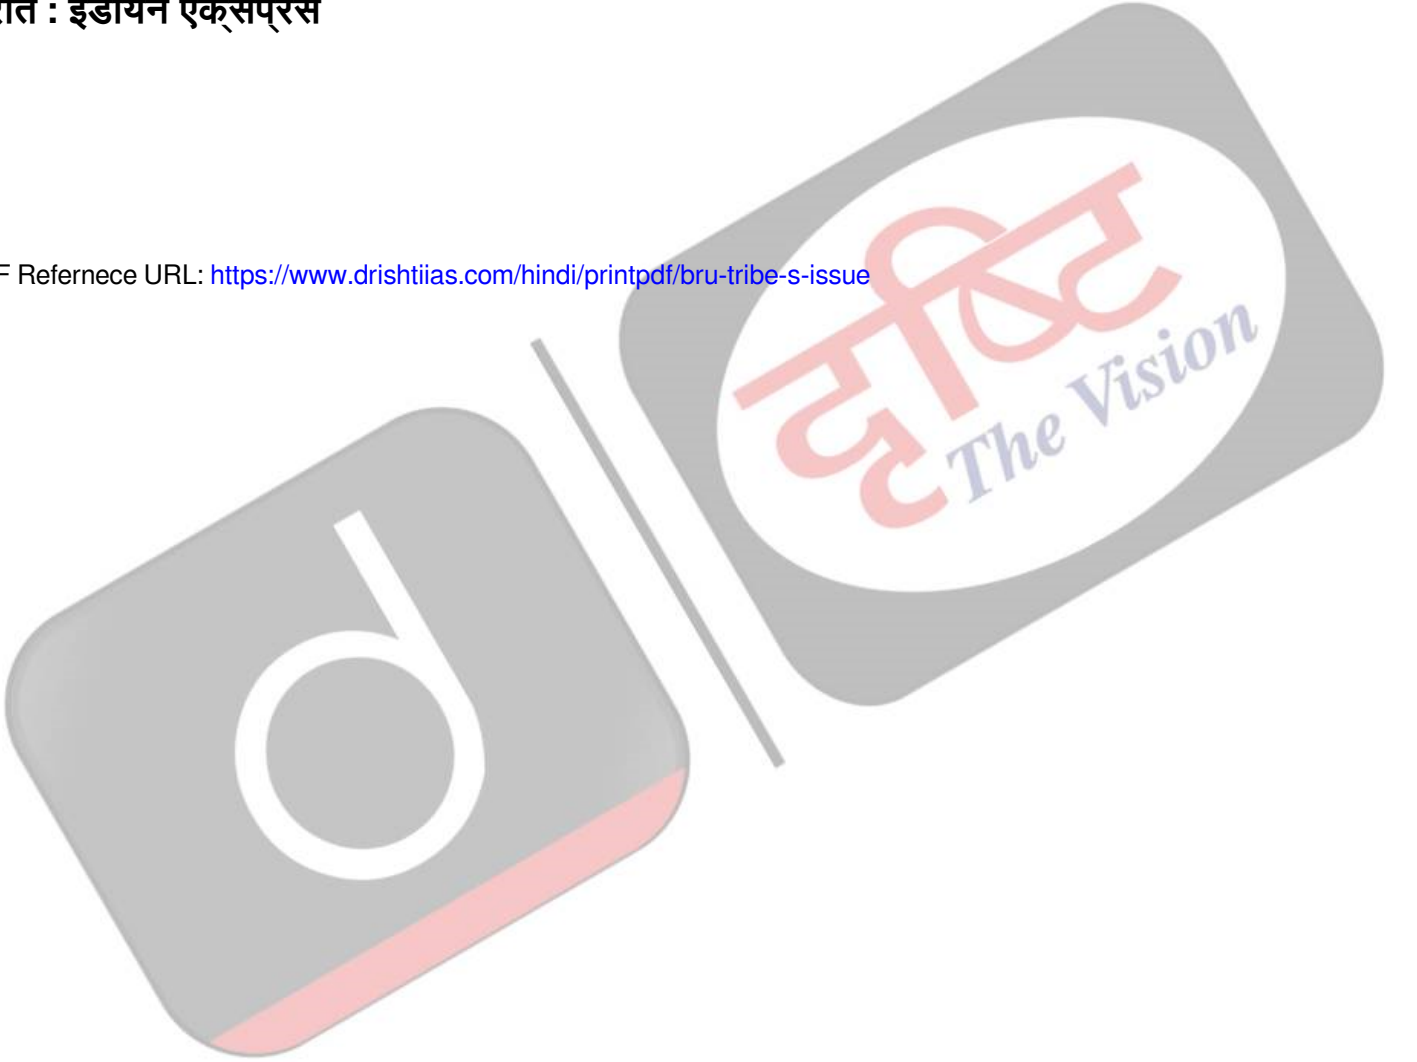 : इंडियन एक्सप्रेस
F Refernece URL: https://www.drishtiias.com/hindi/printpdf/bru-tribe-s-issue
दृष्टि
The Vision
d